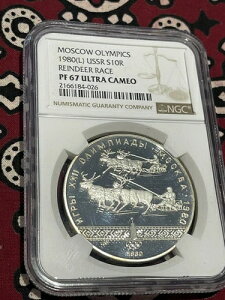 MOSCOW OLYMPICS
1980(L) USSR S10R
REINDEER RACE
PF 67 ULTRA CAMEO
2166184-026
NUMISMATIC GUARANTY COMPANY
NGC
ИГРЫ XXII ОЛИМПИАДЫ МОСКВА 1980
1980